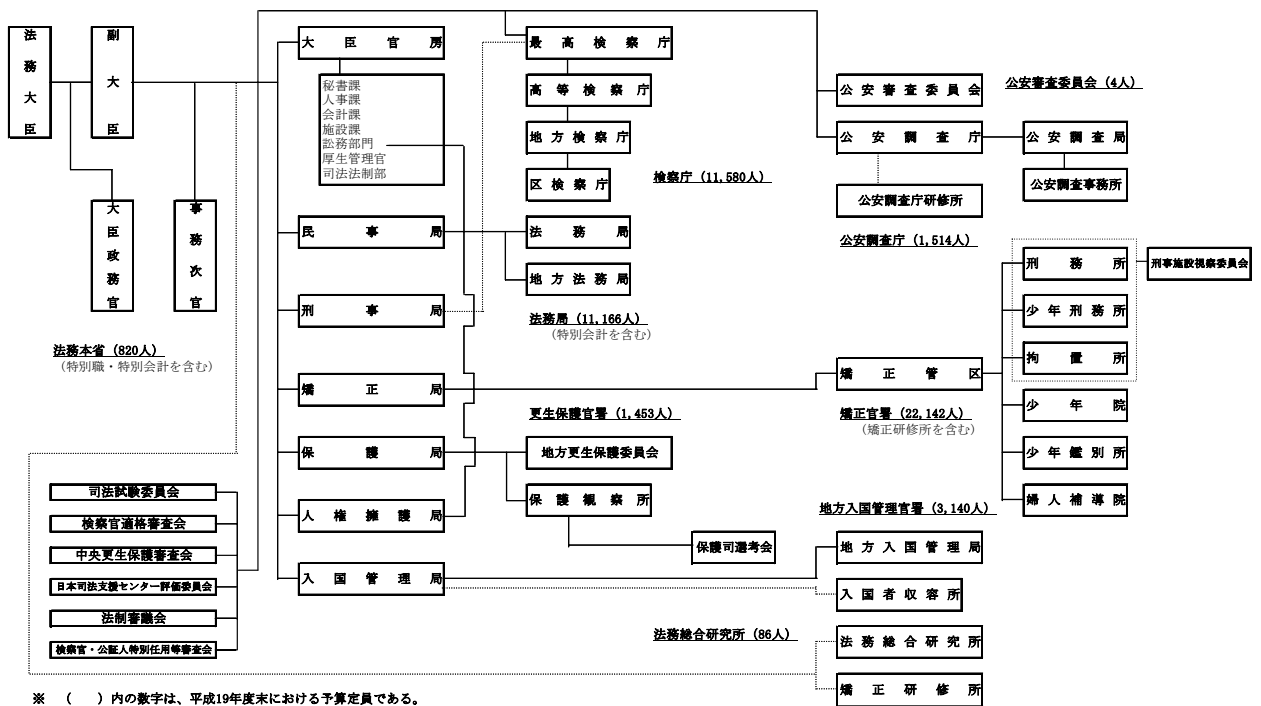 法務大臣
副大臣
大臣政務官
事務次官
法務本省（820人）
（特別職・特別会計を含む）
司法試験委員会
検察官適格審査会
中央更生保護審査会
日本司法支援センター評価委員会
法制審議会
検察官・公証人特別任用等審査会
大臣官房
秘書課
人事課
会計課
施設課
訟務部門
厚生管理官
司法法制部
民事局
刑事局
矯正局
保護局
人権擁護局
入国管理局
最高検察庁
高等検察庁
地方検察庁
区検察庁
検察庁（11,580人）
法務局
地方法務局
法務局（11,166人）
（特別会計を含む）
更生保護官署（1,453人）
地方更生保護委員会
保護観察所
保護司選考会
公安審査委員会
公安審査委員会（4人）
公安調査庁
公安調査局
公安調査庁研修所
公安調査事務所
公安調査庁（1,514人）
矯正管区
矯正官署（22,142人）
（矯正研修所を含む）
刑務所
刑事施設視察委員会
少年刑務所
拘置所
少年院
少年鑑別所
婦人補導院
地方入国管理官署（3,140人）
地方入国管理局
入国者収容所
法務総合研究所（86人）
法務総合研究所
矯正研修所
※　（　　）内の数字は、平成19年度末における予算定員である。